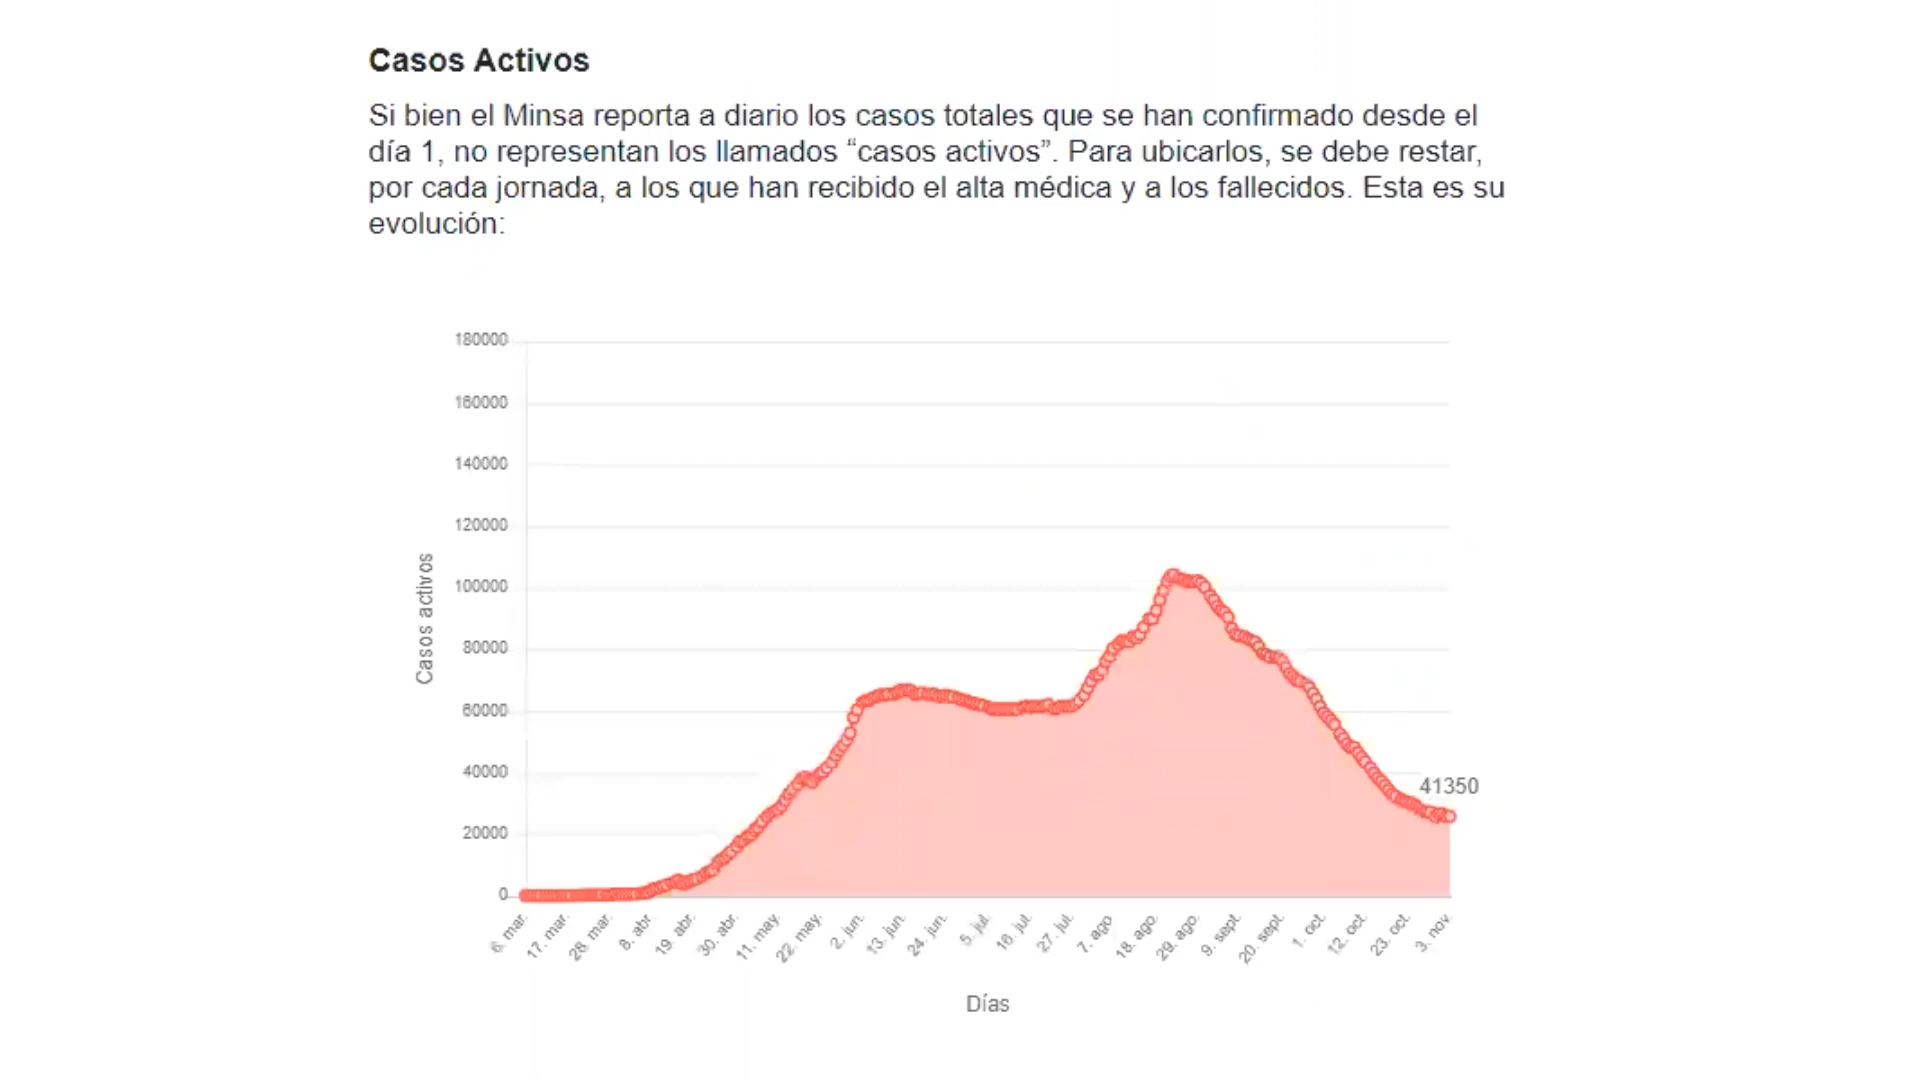 Casos Activos
Si bien el Minsa reporta a diario los casos totales que se han confirmado desde el
día 1, no representan los llamados “casos activos”. Para ubicarlos, se debe restar,
por cada jornada, a los que han recibido el alta médica y a los fallecidos. Esta es su
evolución:
180000
160000
140000
120000
100000
80000
60000
40000
20000
0
Casos activos
41350
6. mar.
17. mar.
28. mar.
8. abr.
19. abr.
30. abr.
11. may.
22. may.
2. jun.
13. jun.
24. jun.
5. jul.
16. jul.
27. jul.
7. ago.
18. ago.
29. ago.
9. sept.
20. sept.
1. oct.
12. oct.
23. oct.
3. nov.
Días